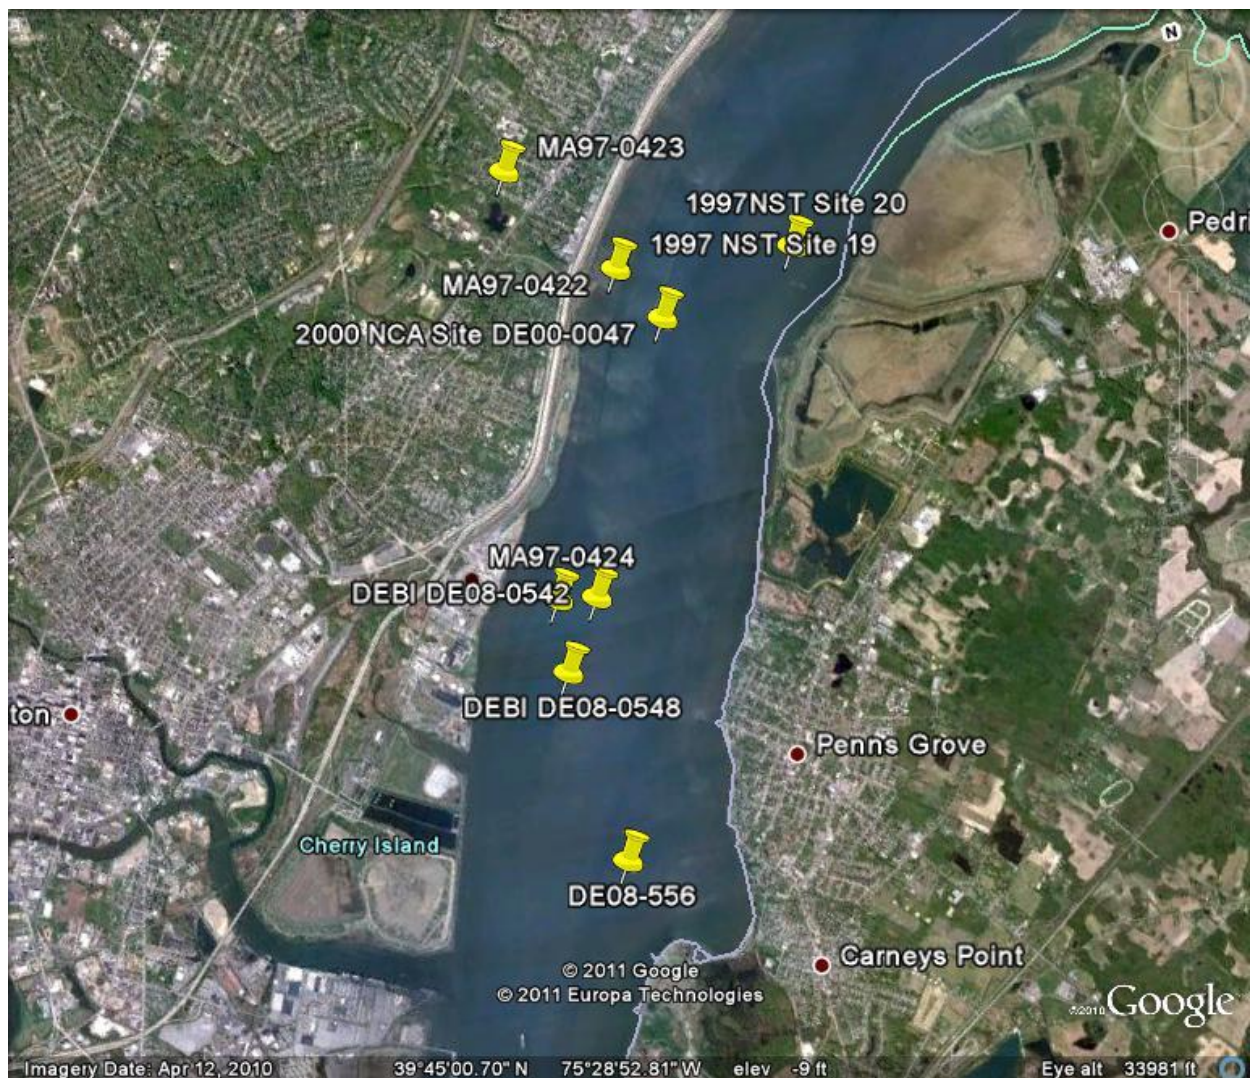 N
MA97-0423
1997NST Site 20
Pedri
1997 NST Site 19
MA97-0422
2000 NCA Site DE00-0047
MA97-0424
DEBI DE08-0542
DEBI DE08-0548
ton
Penns Grove
Cherry Island
DE08-556
Carneys Point
© 2011 Google
© 2011 Europa Technologies
©2010 Google
Imagery Date: Apr 12, 2010 39°45'00.70" N 75°28'52.81" W elev -9 ft Eye alt 33981 ft